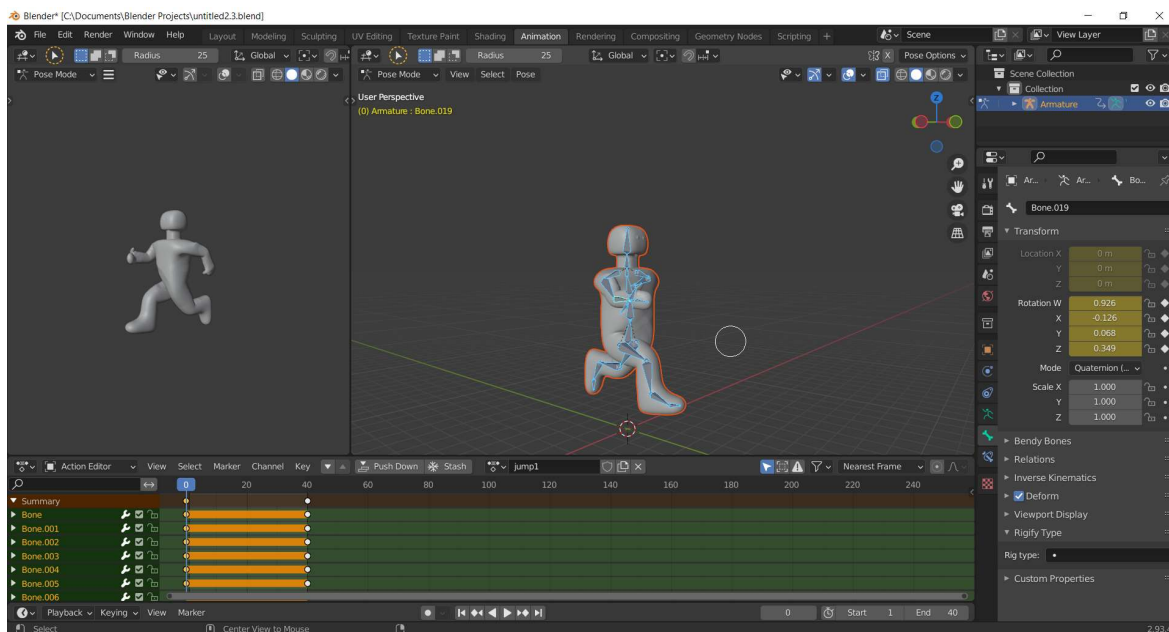 Blender* [C:\Documents\Blender Projects\untitled2.3.blend]
File Edit Render Window Help Layout Modeling Sculpting UV Editing Texture Paint Shading Animation Rendering Compositing Geometry Nodes Scripting + Scene View Layer
Radius 25 Global Radius 25 Global X Pose Options
Pose Mode Pose Mode View Select Pose
Scene Collection
Collection
Armature
User Perspective
(0) Armature : Bone.019
Z
Ar... Ar... Bo...
Bone.019
Transform
Location X 0 m
Y 0 m
Z 0 m
Rotation W 0.926
X -0.126
Y 0.068
Z 0.349
Mode Quaternion (...
Scale X 1.000
Y 1.000
Z 1.000
Bendy Bones
Relations
Inverse Kinematics
Deform
Viewport Display
Rigify Type
Rig type:
Custom Properties
Action Editor View Select Marker Channel Key Push Down Stash jump1 Nearest Frame
0 20 40 60 80 100 120 140 160 180 200 220 240
Summary
Bone
Bone.001
Bone.002
Bone.003
Bone.004
Bone.005
Bone.006
Playback Keying View Marker 0 Start 1 End 40
Select Center View to Mouse